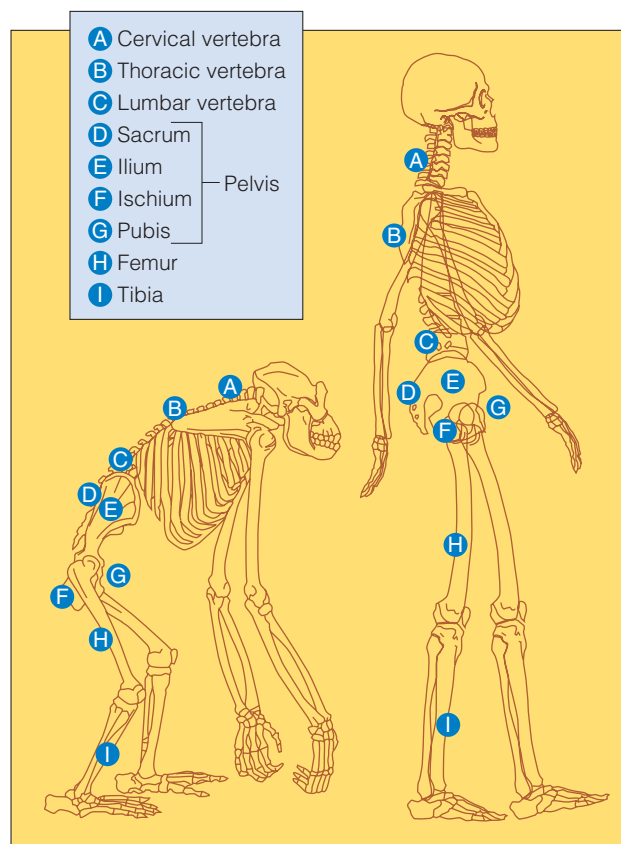 A Cervical vertebra
B Thoracic vertebra
C Lumbar vertebra
D Sacrum
E Ilium
F Ischium
G Pubis
Pelvis
H Femur
I Tibia
A
B
C
D
E
G
F
H
I
A
B
C
D
E
G
F
H
I